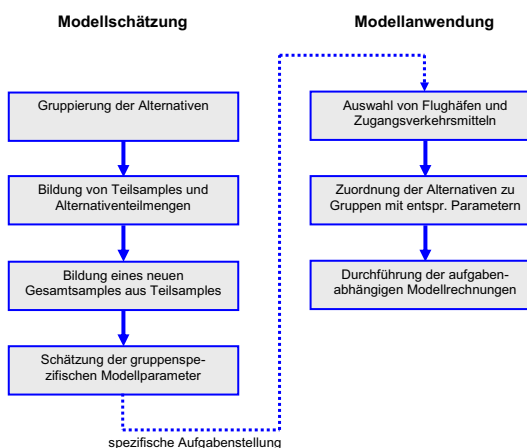 Modellschätzung
Gruppierung der Alternativen
Bildung von Teilsamples und
Alternativenteilmengen
Bildung eines neuen
Gesamtsamples aus Teilsamples
Schätzung der gruppenspe-
zifischen Modellparameter
spezifische Aufgabenstellung
Modellanwendung
Auswahl von Flughäfen und
Zugangsverkehrsmitteln
Zuordnung der Alternativen zu
Gruppen mit entspr. Parametern
Durchführung der aufgaben-
abhängigen Modellrechnungen